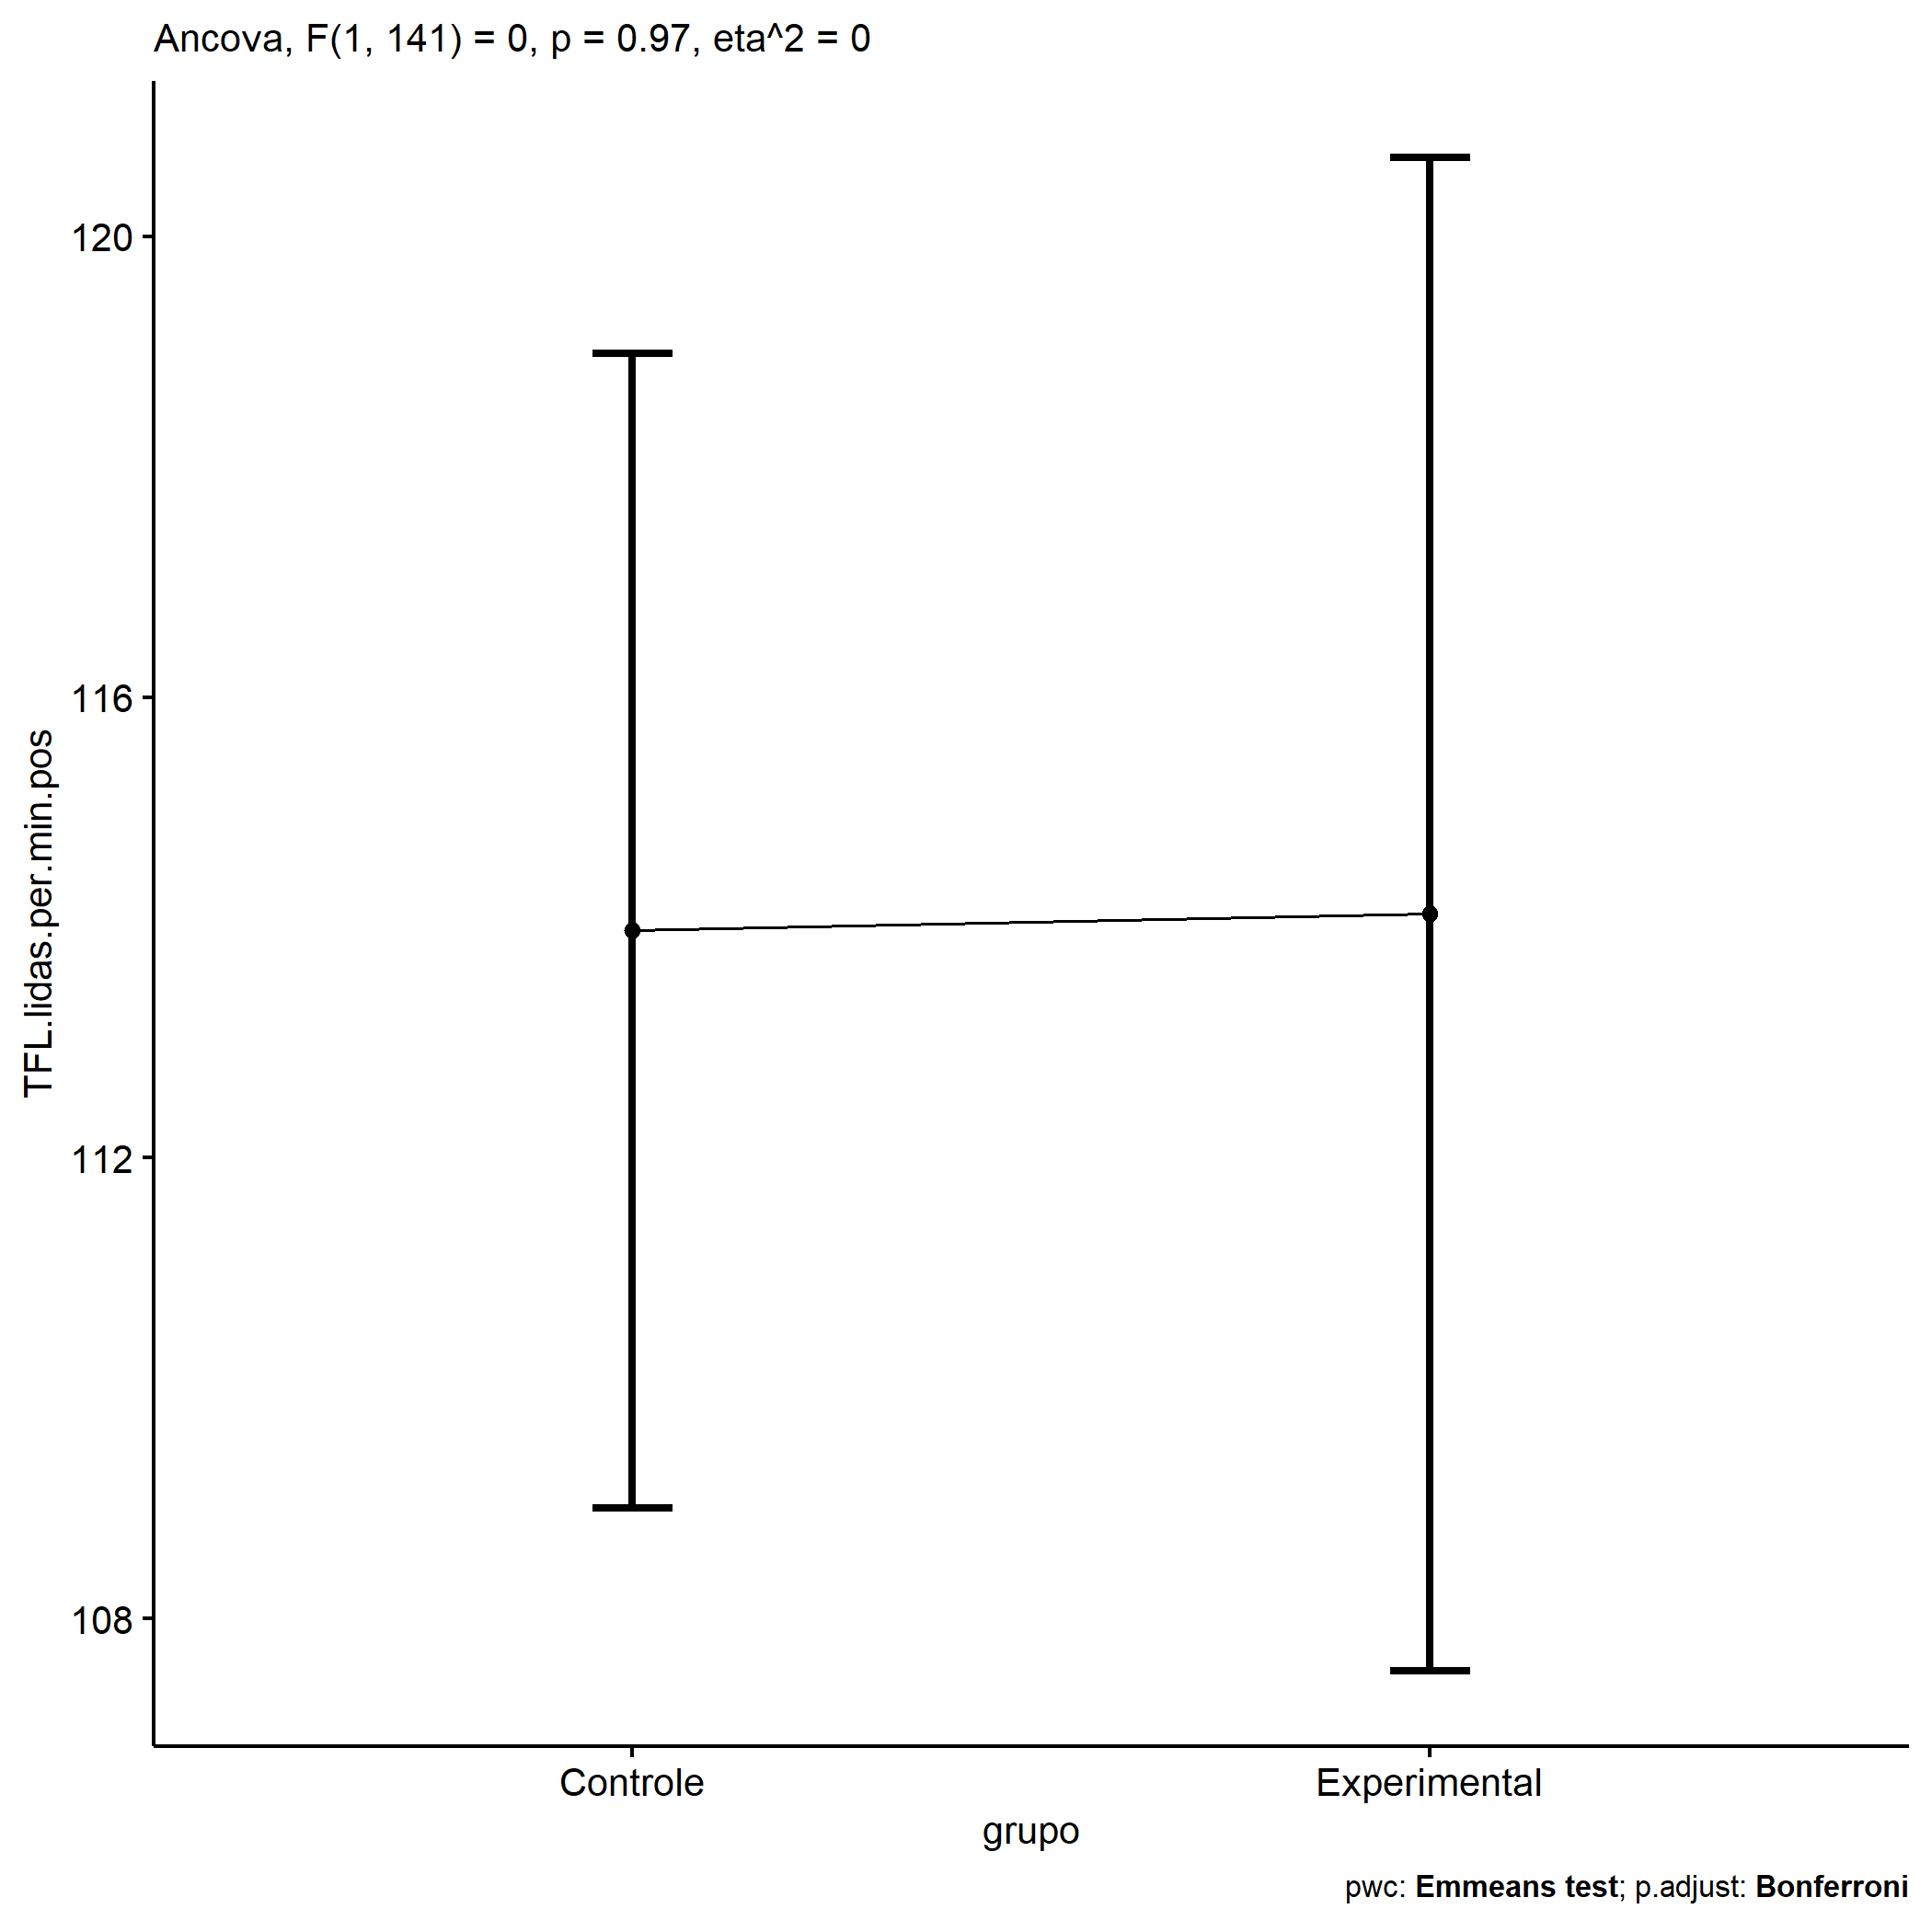 Ancova, F(1, 141) = 0, p = 0.97, eta^2 = 0
120
116
112
108
TFL.lidas.per.min.pos
Controle
Experimental
grupo
pwc: Emmeans test; p.adjust: Bonferroni